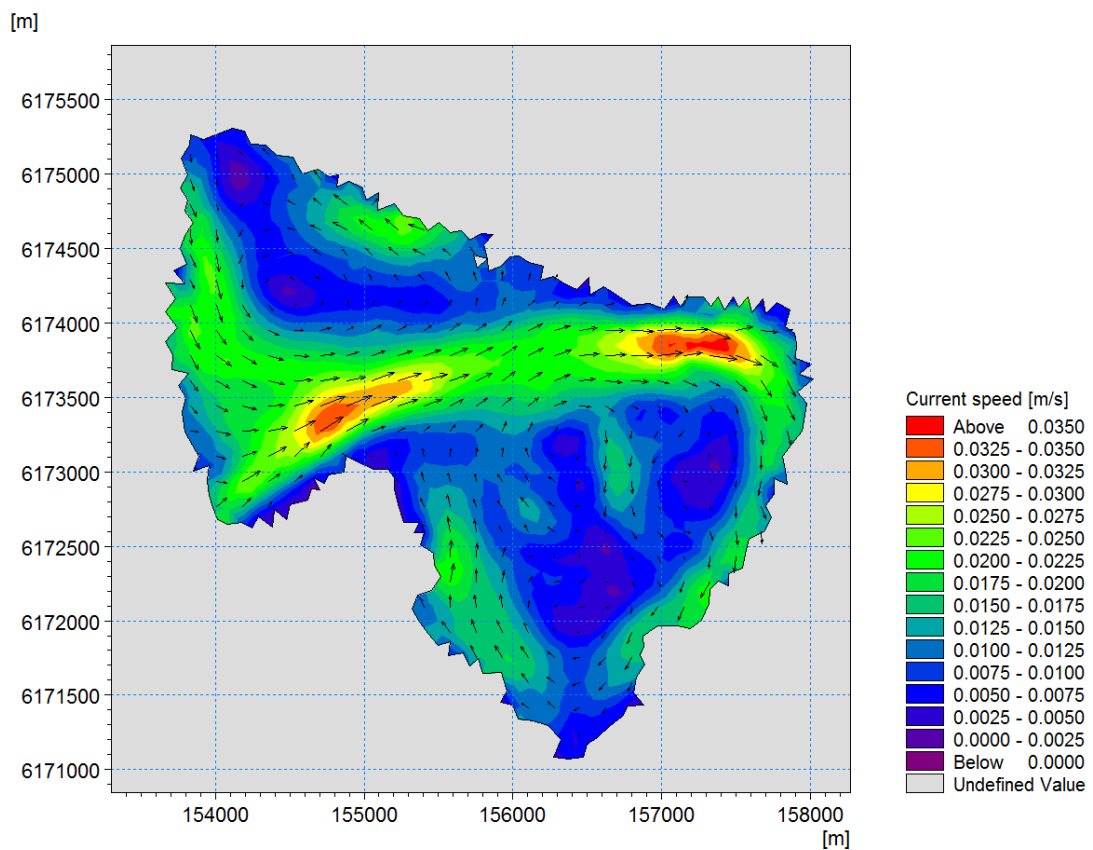 [m]
6175500
6175000
6174500
6174000
6173500
6173000
6172500
6172000
6171500
6171000
154000 155000 156000 157000 158000
[m]
Current speed [m/s]
Above 0.0350
0.0325 - 0.0350
0.0300 - 0.0325
0.0275 - 0.0300
0.0250 - 0.0275
0.0225 - 0.0250
0.0200 - 0.0225
0.0175 - 0.0200
0.0150 - 0.0175
0.0125 - 0.0150
0.0100 - 0.0125
0.0075 - 0.0100
0.0050 - 0.0075
0.0025 - 0.0050
0.0000 - 0.0025
Below 0.0000
Undefined Value